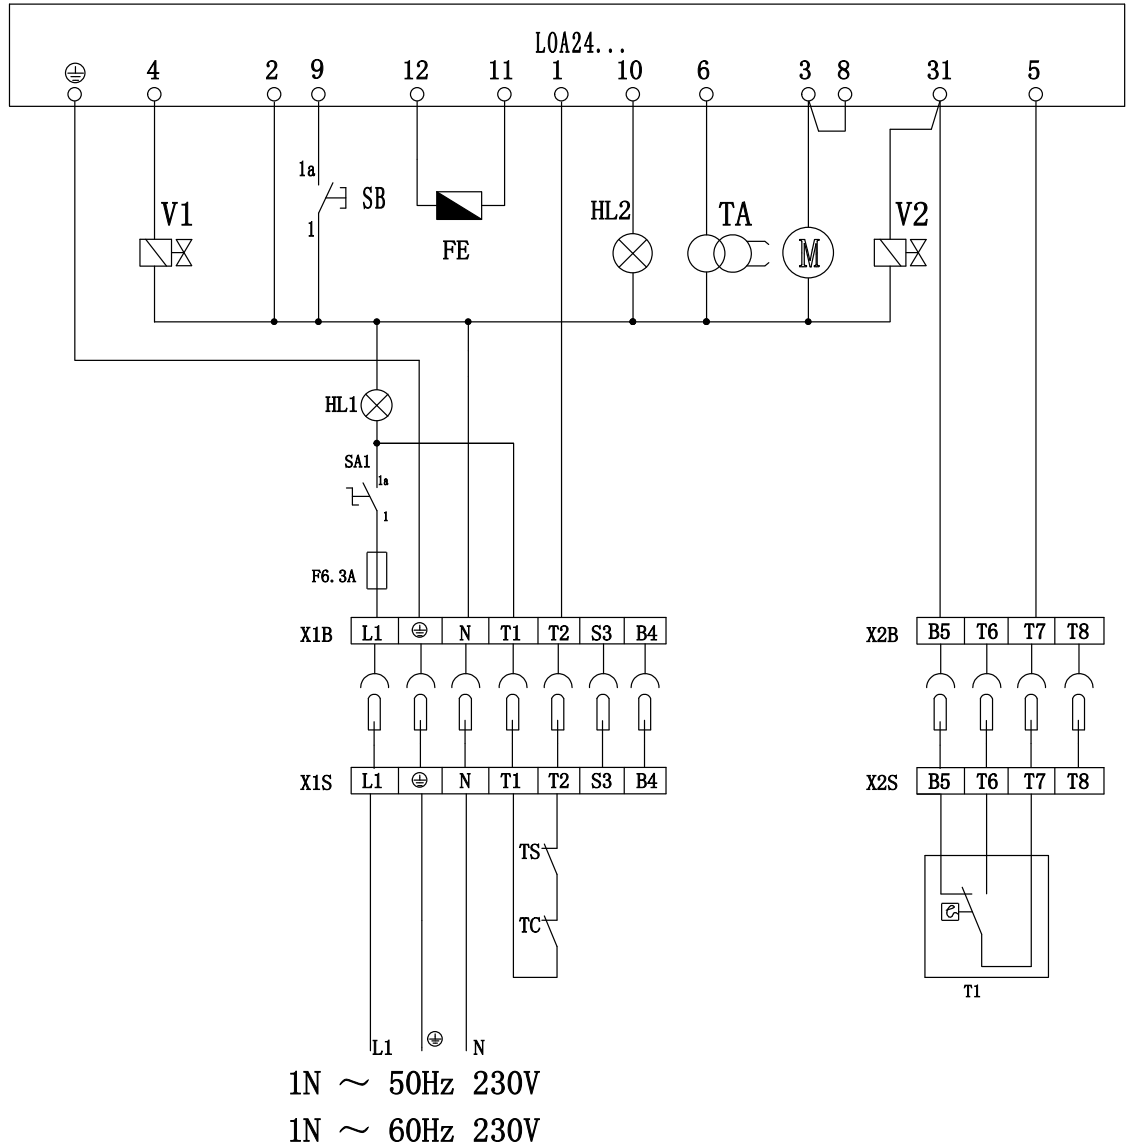 LOA24...
4 2 9 12 11 1 10 6 3 8 31 5
1a
SB
V1
HL2
TA
V2
1
FE
M
HL1
SA1
1a
1
F6.3A
X1B L1 N T1 T2 S3 B4
X2B B5 T6 T7 T8
X1S L1 N T1 T2 S3 B4
X2S B5 T6 T7 T8
TS
TC
T1
L1 N
1N ～ 50Hz 230V
1N ～ 60Hz 230V